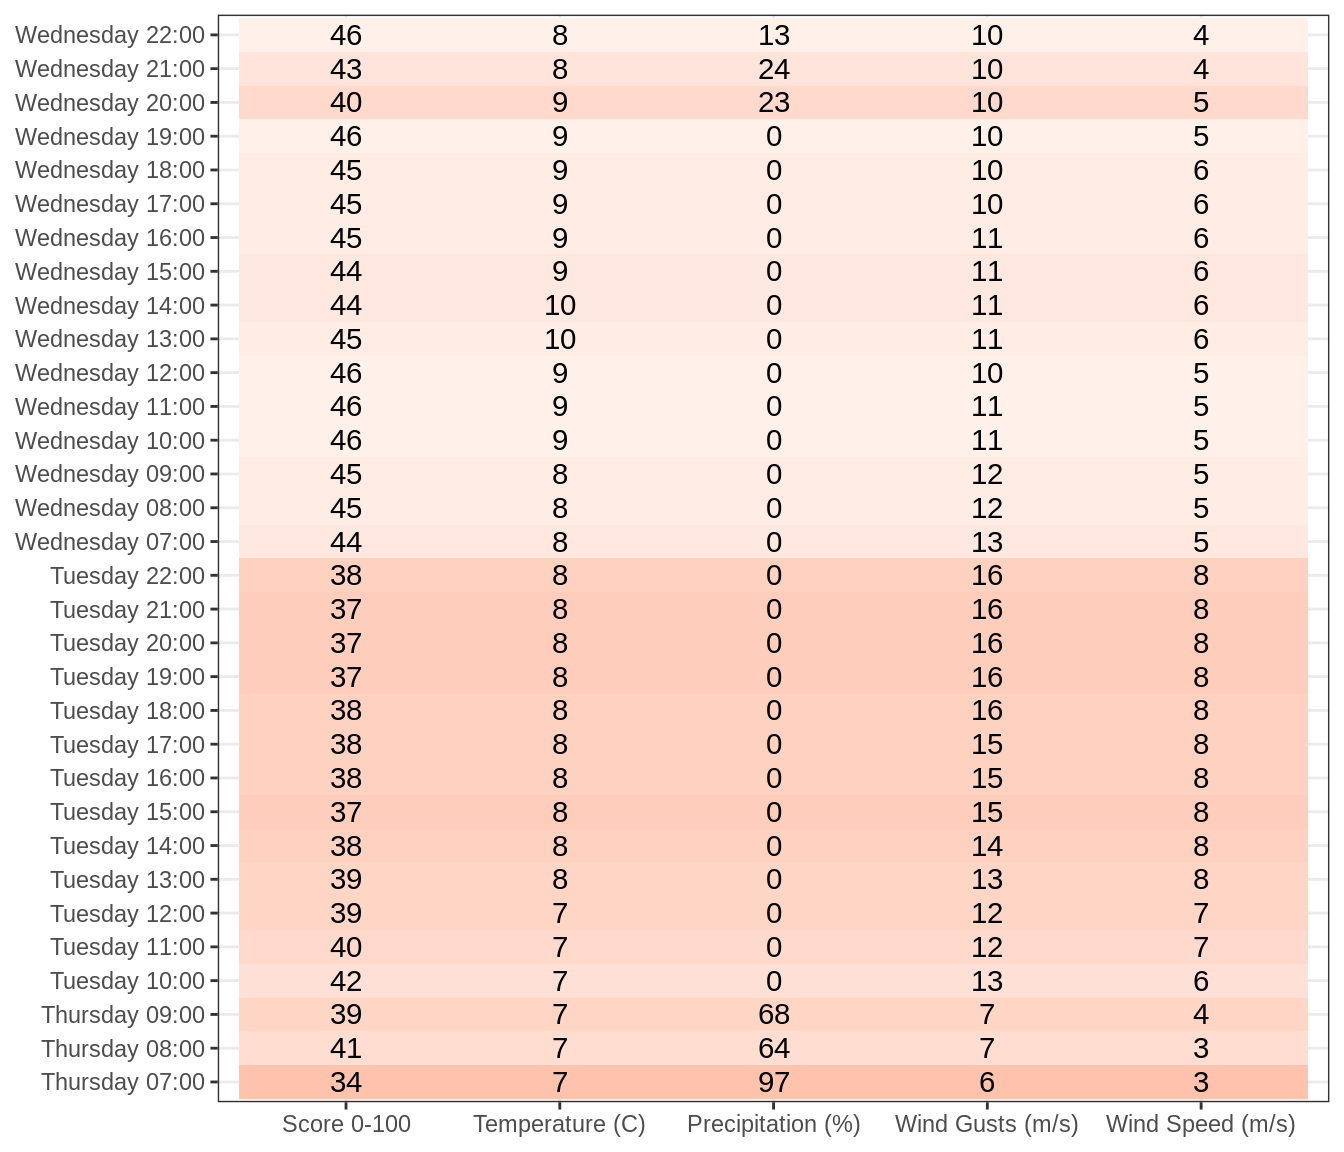 Wednesday 22:00 46 8 13 10 4
Wednesday 21:00 43 8 24 10 4
Wednesday 20:00 40 9 23 10 5
Wednesday 19:00 46 9 0 10 5
Wednesday 18:00 45 9 0 10 6
Wednesday 17:00 45 9 0 10 6
Wednesday 16:00 45 9 0 11 6
Wednesday 15:00 44 9 0 11 6
Wednesday 14:00 44 10 0 11 6
Wednesday 13:00 45 10 0 11 6
Wednesday 12:00 46 9 0 10 5
Wednesday 11:00 46 9 0 11 5
Wednesday 10:00 46 9 0 11 5
Wednesday 09:00 45 8 0 12 5
Wednesday 08:00 45 8 0 12 5
Wednesday 07:00 44 8 0 13 5
Tuesday 22:00 38 8 0 16 8
Tuesday 21:00 37 8 0 16 8
Tuesday 20:00 37 8 0 16 8
Tuesday 19:00 37 8 0 16 8
Tuesday 18:00 38 8 0 16 8
Tuesday 17:00 38 8 0 15 8
Tuesday 16:00 38 8 0 15 8
Tuesday 15:00 37 8 0 15 8
Tuesday 14:00 38 8 0 14 8
Tuesday 13:00 39 8 0 13 8
Tuesday 12:00 39 7 0 12 7
Tuesday 11:00 40 7 0 12 7
Tuesday 10:00 42 7 0 13 6
Thursday 09:00 39 7 68 7 4
Thursday 08:00 41 7 64 7 3
Thursday 07:00 34 7 97 6 3
Score 0-100 Temperature (C) Precipitation (%) Wind Gusts (m/s) Wind Speed (m/s)